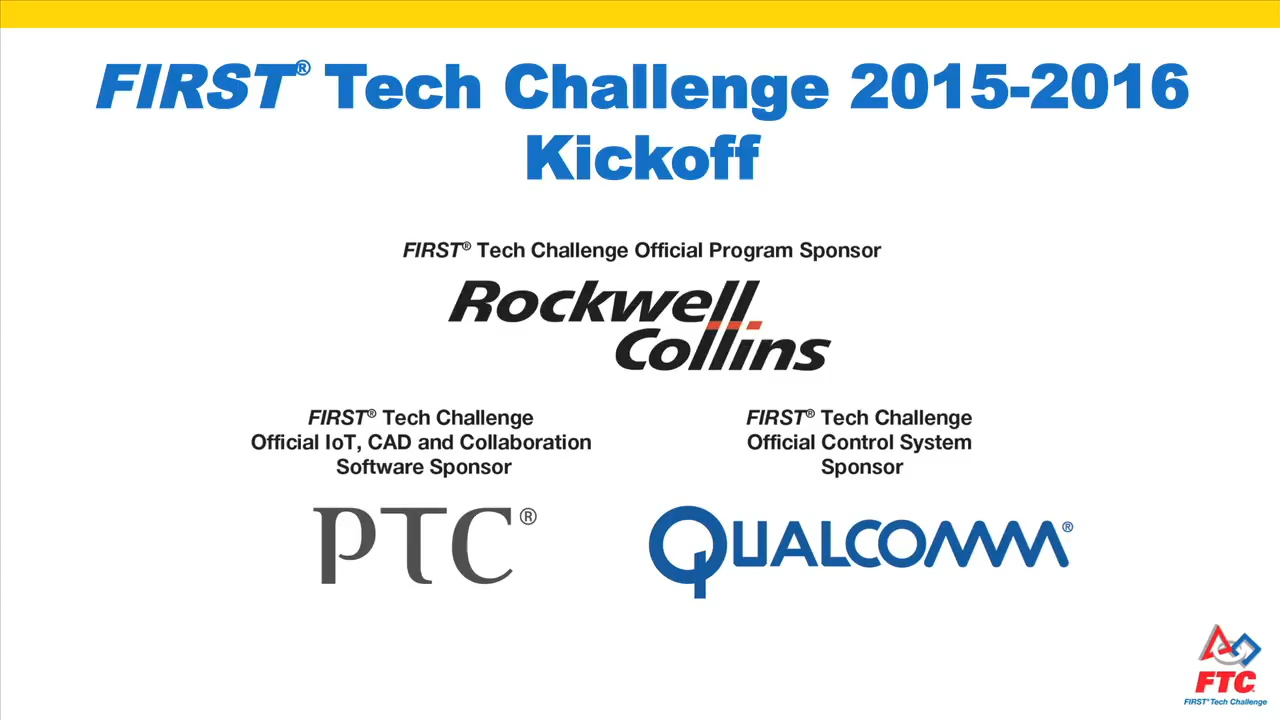 FIRST® Tech Challenge 2015-2016
Kickoff
FIRST® Tech Challenge Official Program Sponsor
Rockwell
Collins
FIRST® Tech Challenge
Official IoT, CAD and Collaboration
Software Sponsor
PTC®
FIRST® Tech Challenge
Official Control System
Sponsor
QUALCOMM®
FTC
FIRST® Tech Challenge